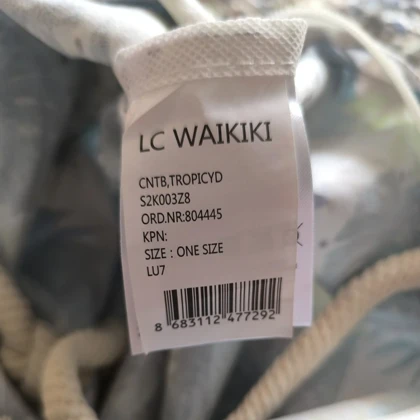 LC WAIKIKI
CNTB,TROPICYD
S2K003Z8
ORD.NR:804445
KPN:
SIZE : ONE SIZE
LU7
8 683112 477292